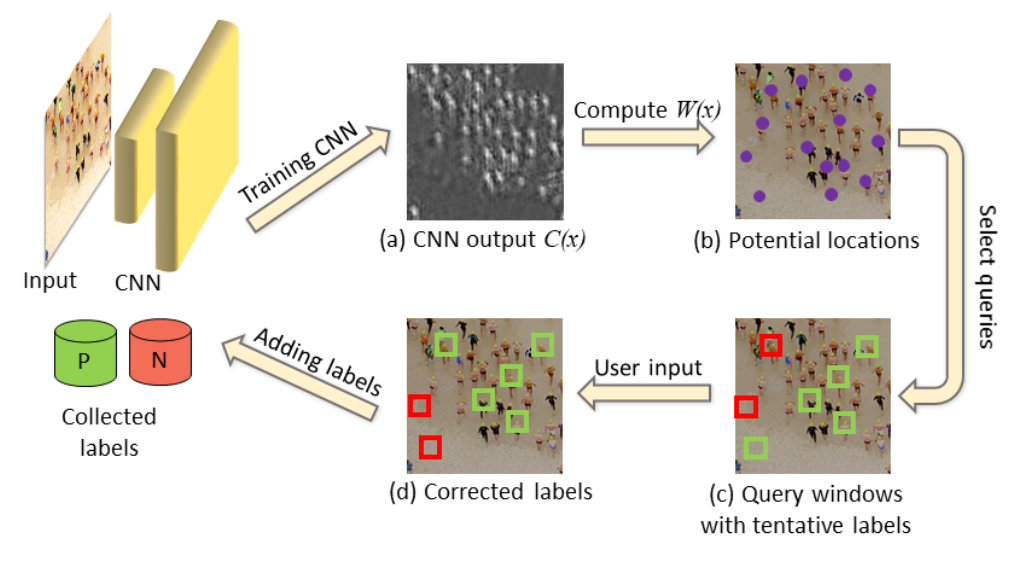 Input
CNN
Training CNN
(a) CNN output C(x)
Compute W(x)
(b) Potential locations
Select queries
(c) Query windows
with tentative labels
User input
(d) Corrected labels
Adding labels
P
N
Collected
labels